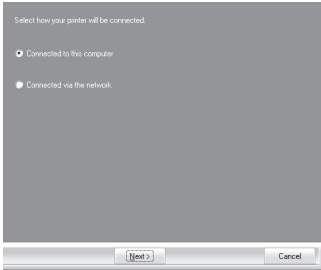 Select how your printer will be connected.
Connected to this computer
Connected via the network
Next >
Cancel